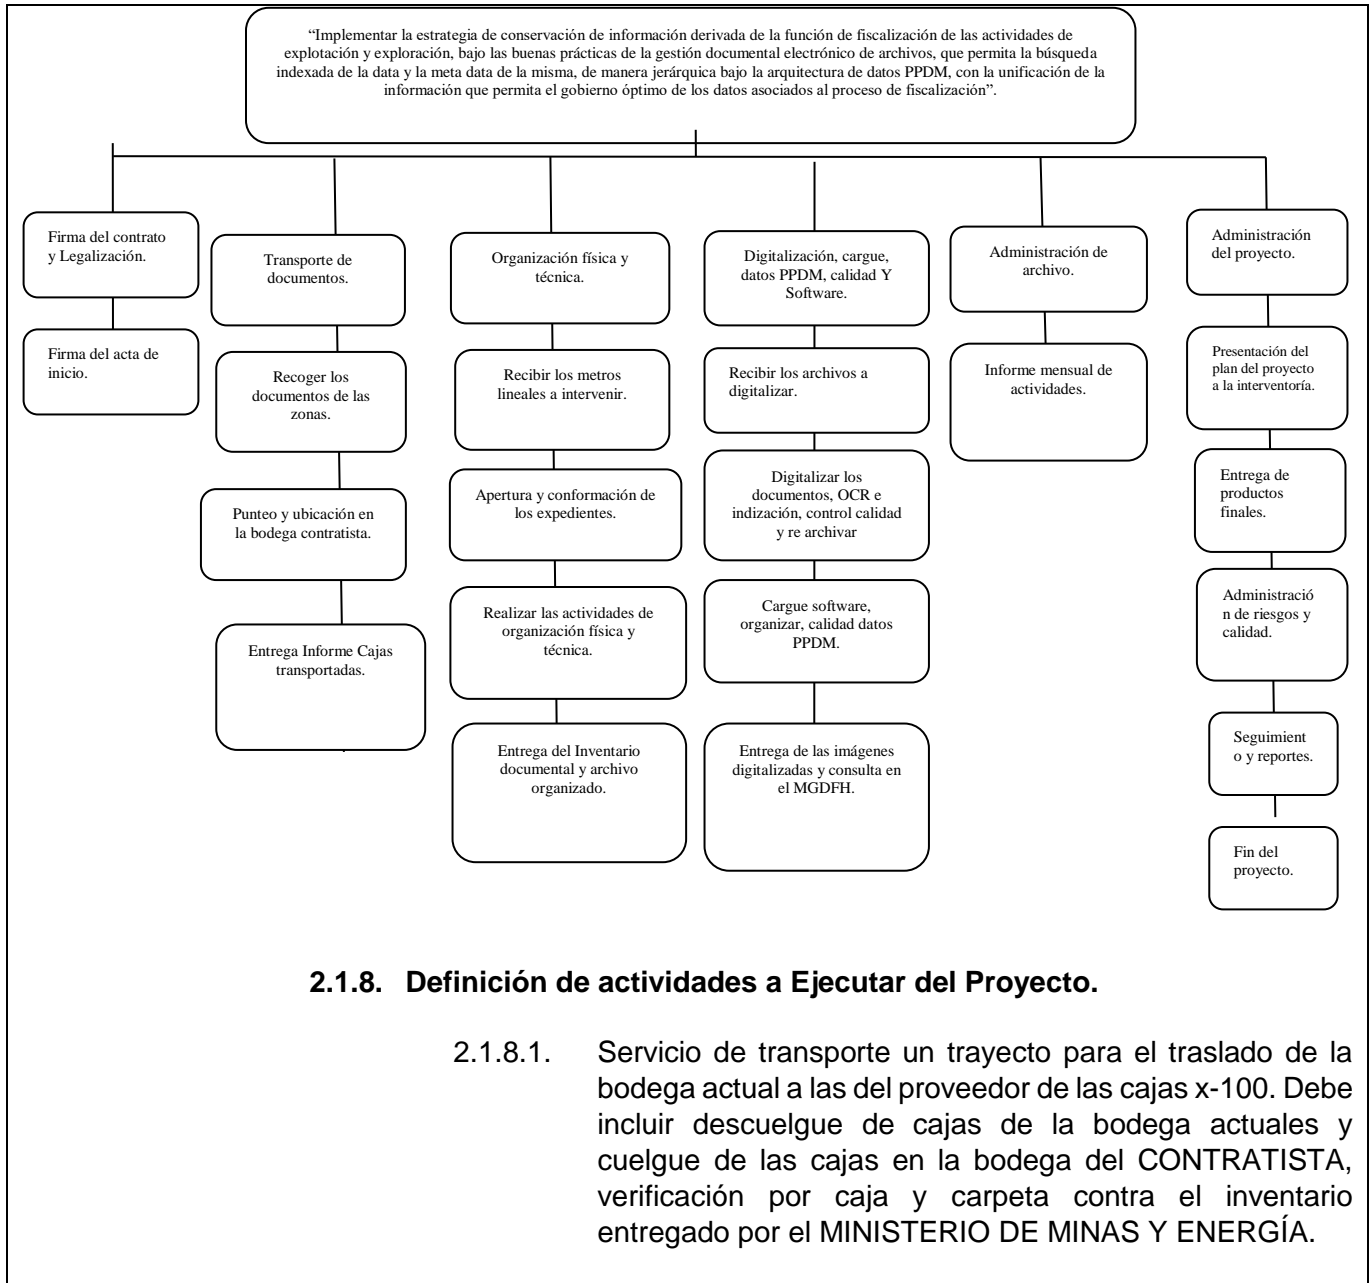 “Implementar la estrategia de conservación de información derivada de la función de fiscalización de las actividades de
explotación y exploración, bajo las buenas prácticas de la gestión documental electrónico de archivos, que permita la búsqueda
indexada de la data y la meta data de la misma, de manera jerárquica bajo la arquitectura de datos PPDM, con la unificación de la
información que permita el gobierno óptimo de los datos asociados al proceso de fiscalización”.
Firma del contrato
y Legalización.
Firma del acta de
inicio.
Transporte de
documentos.
Recoger los
documentos de las
zonas.
Punteo y ubicación en
la bodega contratista.
Entrega Informe Cajas
transportadas.
Organización física y
técnica.
Recibir los metros
lineales a intervenir.
Apertura y conformación de
los expedientes.
Realizar las actividades de
organización física y
técnica.
Entrega del Inventario
documental y archivo
organizado.
Digitalización, cargue,
datos PPDM, calidad Y
Software.
Recibir los archivos a
digitalizar.
Digitalizar los
documentos, OCR e
indización, control calidad
y re archivar
Cargue software,
organizar, calidad datos
PPDM.
Entrega de las imágenes
digitalizadas y consulta en
el MGDFH.
Administración de
archivo.
Informe mensual de
actividades.
Administración
del proyecto.
Presentación del
plan del proyecto
a la interventoría.
Entrega de
productos
finales.
Administració
n de riesgos y
calidad.
Seguimient
o y reportes.
Fin del
proyecto.
2.1.8. Definición de actividades a Ejecutar del Proyecto.
2.1.8.1. Servicio de transporte un trayecto para el traslado de la
bodega actual a las del proveedor de las cajas x-100. Debe
incluir descuelgue de cajas de la bodega actuales y
cuelgue de las cajas en la bodega del CONTRATISTA,
verificación por caja y carpeta contra el inventario
entregado por el MINISTERIO DE MINAS Y ENERGÍA.